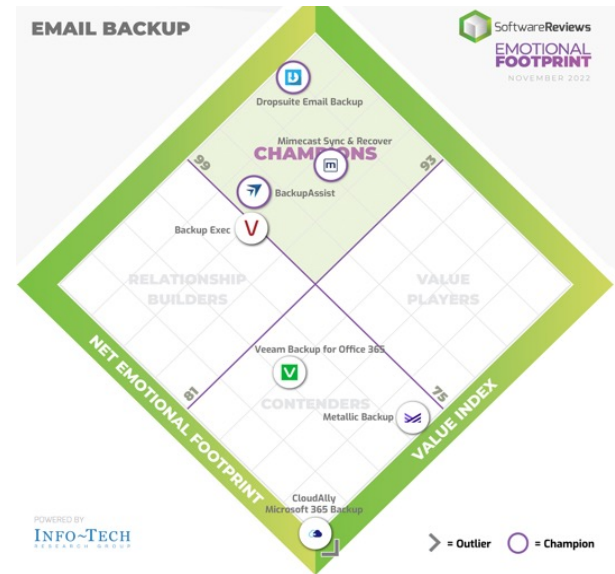 EMAIL BACKUP
SoftwareReviews
EMOTIONAL
FOOTPRINT
NOVEMBER 2022
Dropsuite Email Backup
Mimecast Sync & Recover
CHAMPIONS
99
93
BackupAssist
Backup Exec
RELATIONSHIP
BUILDERS
VALUE
PLAYERS
Veeam Backup for Office 365
81
75
CONTENDERS
Metallic Backup
NET EMOTIONAL FOOTPRINT
VALUE INDEX
CloudAlly
Microsoft 365 Backup
POWERED BY
INFO~TECH
RESEARCH GROUP
= Outlier
= Champion